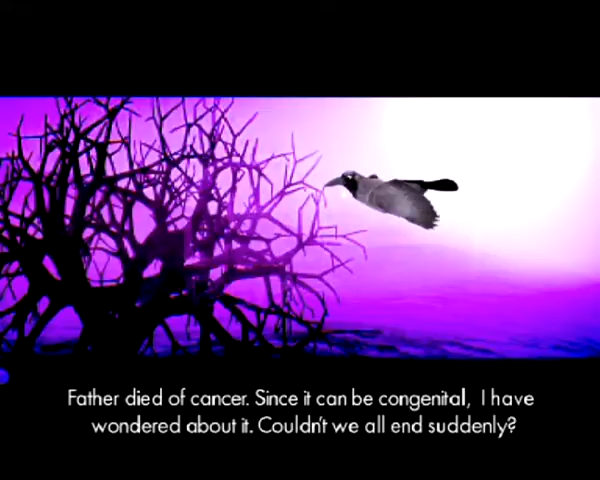 Father died of cancer. Since it can be congenital, I have
wondered about it. Couldn't we all end suddenly?